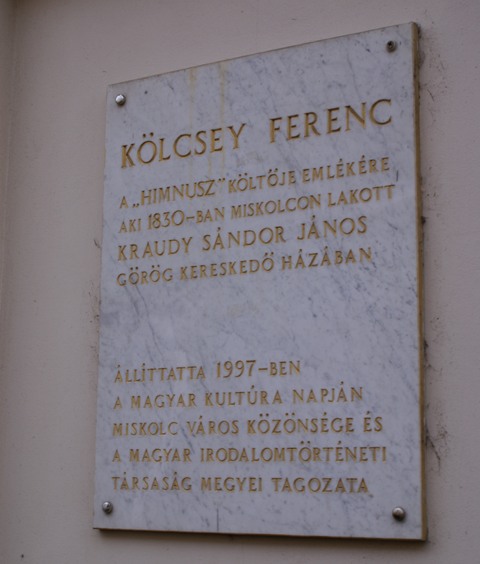 KÖLCSEY FERENC
A „HIMNUSZ” KÖLTŐJE EMLÉKÉRE
AKI 1830-BAN MISKOLCON LAKOTT
KRAUDY SÁNDOR JÁNOS
GÖRÖG KERESKEDŐ HÁZÁBAN
ÁLLÍTTATTA 1997-BEN
A MAGYAR KULTÚRA NAPJÁN
MISKOLC VÁROS KÖZÖNSÉGE ÉS
A MAGYAR IRODALOMTÖRTÉNETI
TÁRSASÁG MEGYEI TAGOZATA